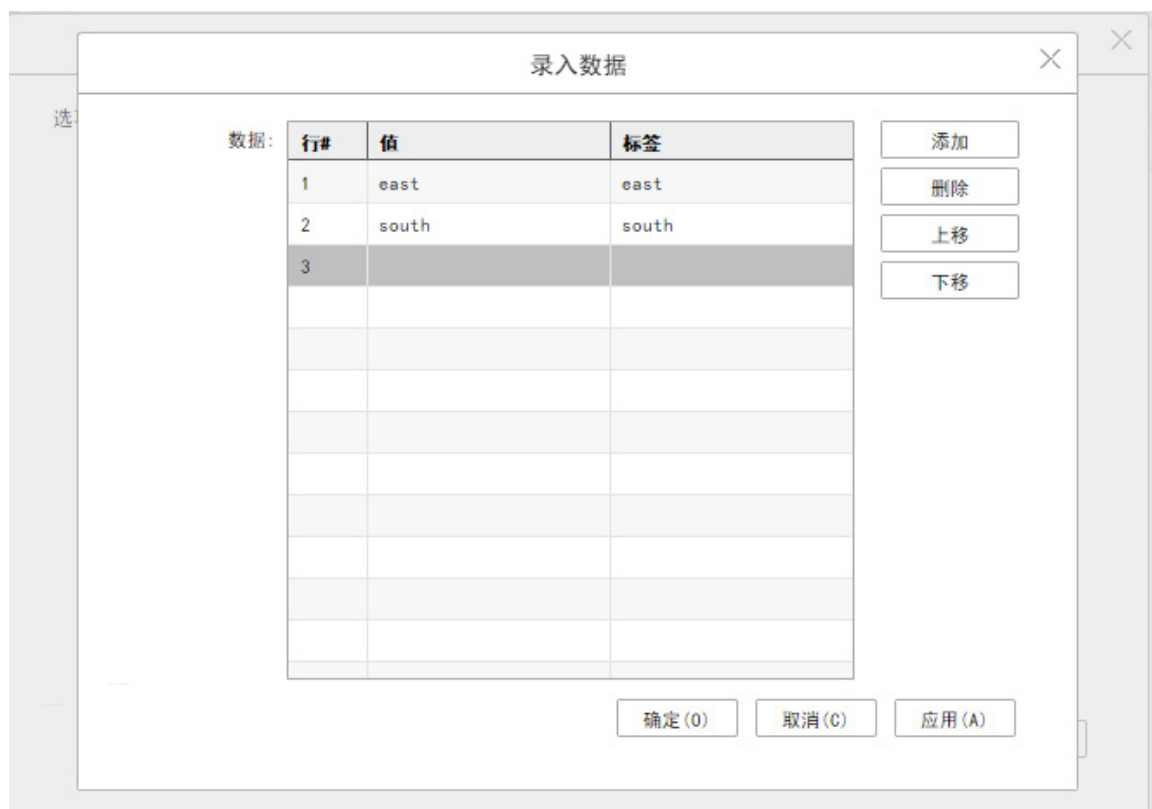 录入数据
选
数据:
行# 值 标签
1 east east
2 south south
3
添加
删除
上移
下移
确定(O) 取消(C) 应用(A)